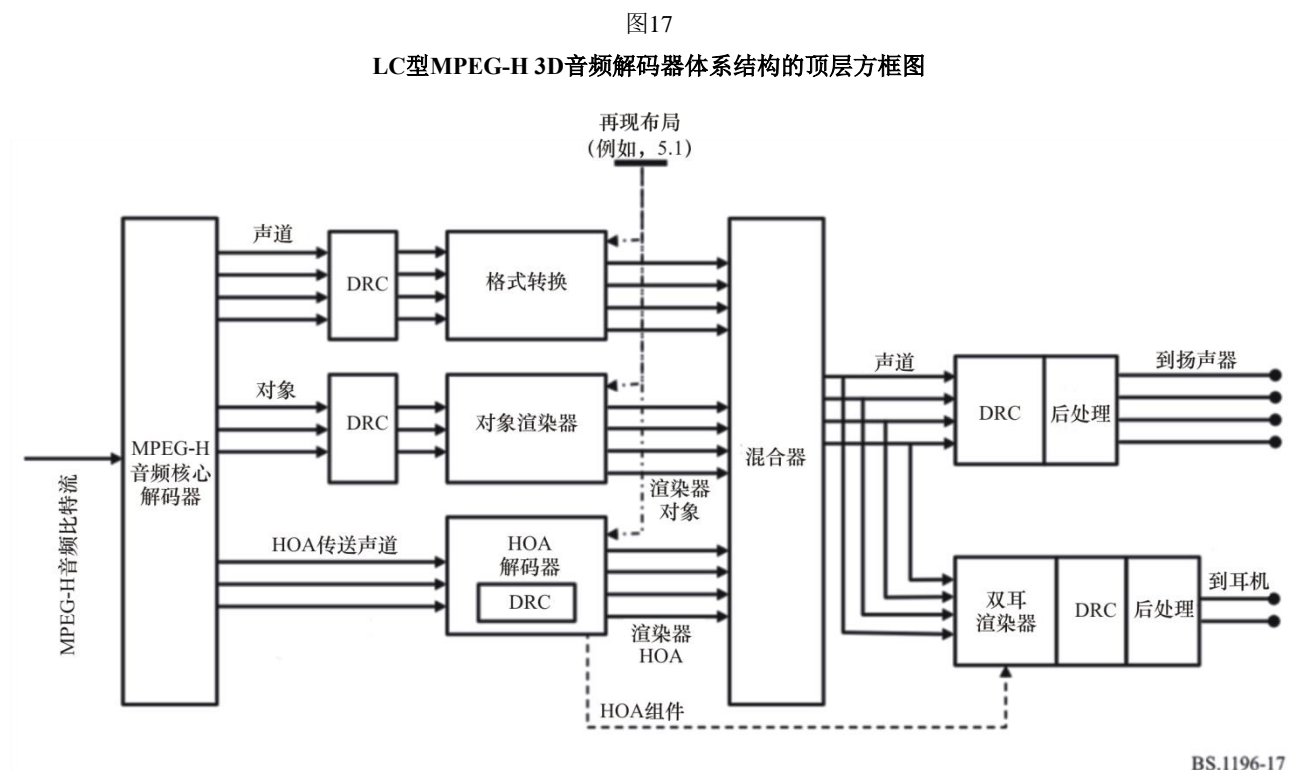 图17
LC型MPEG-H 3D音频解码器体系结构的顶层方框图
再现布局
(例如，5.1)
声道
DRC
格式转换
对象
DRC
对象渲染器
渲染器
对象
MPEG-H
音频核心
解码器
MPEG-H音频比特流
HOA传送声道
HOA
解码器
DRC
渲染器
HOA
HOA组件
混合器
声道
DRC
后处理
到扬声器
双耳
渲染器
DRC
后处理
到耳机
BS.1196-17